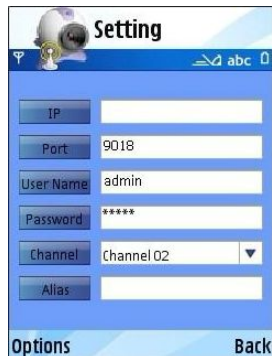 Setting
abc
IP
Port 9018
User Name admin
Password *****
Channel Channel 02
Alias
Options Back